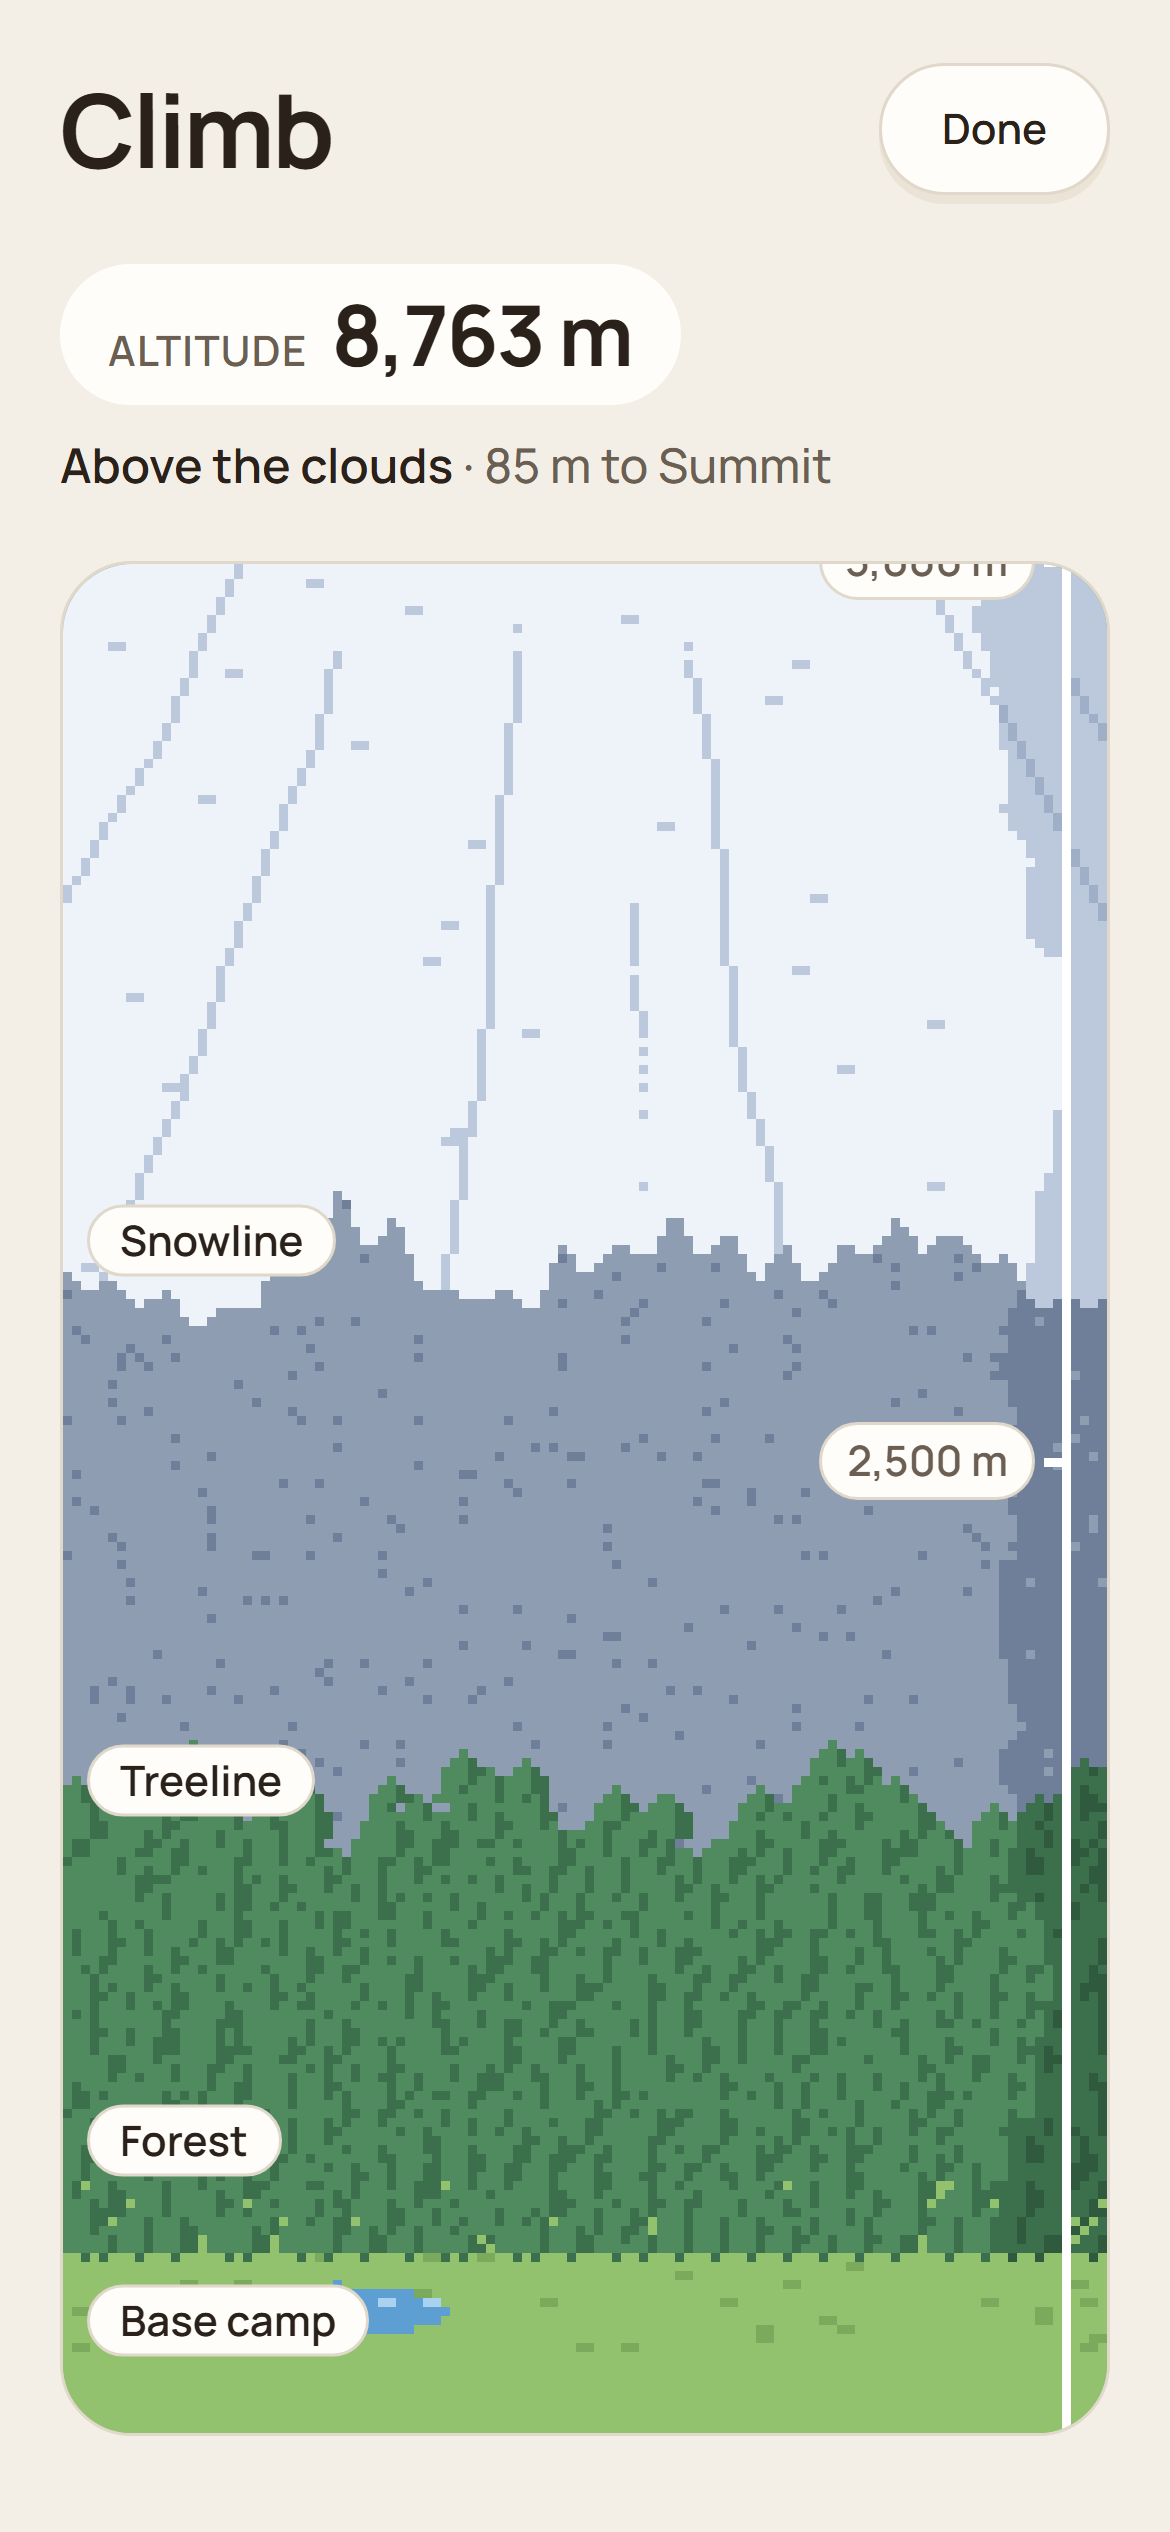 Climb
Done
ALTITUDE 8,763 m
Above the clouds · 85 m to Summit
Snowline
2,500 m
Treeline
Forest
Base camp